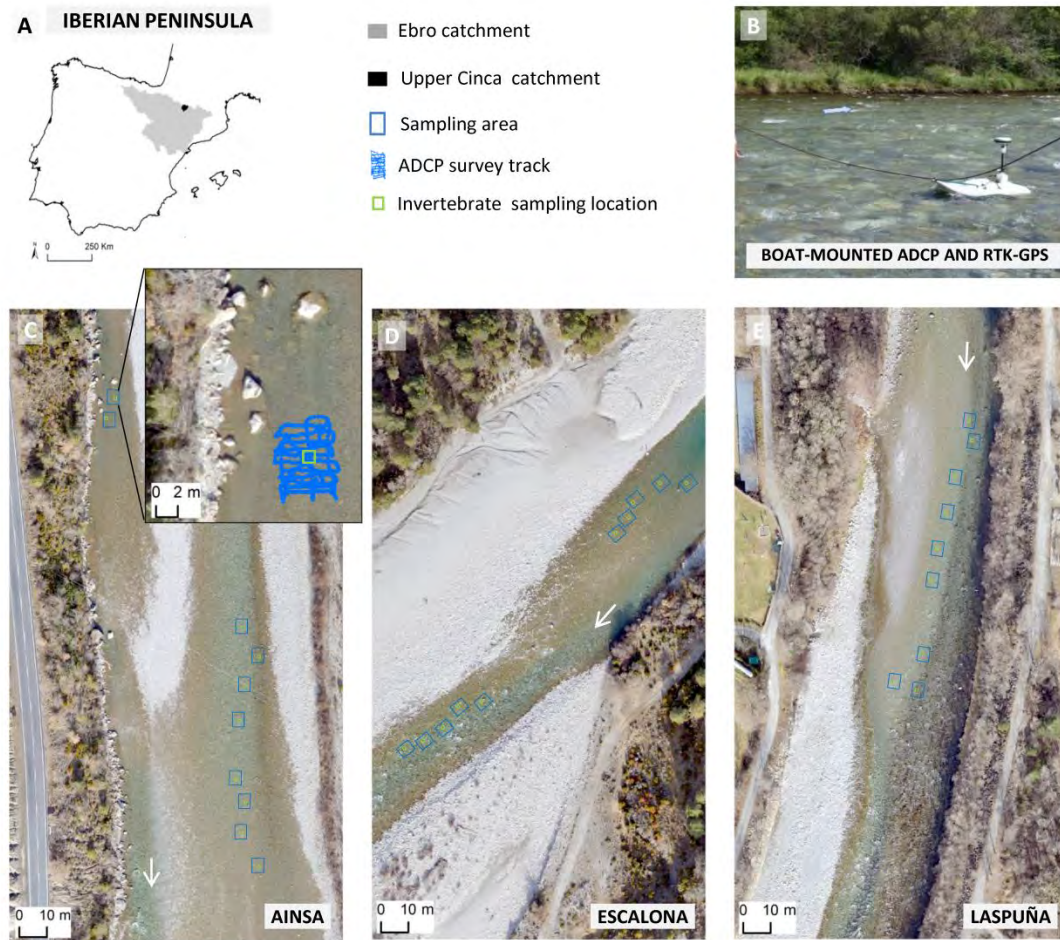 A
IBERIAN PENINSULA
Ebro catchment
Upper Cinca catchment
Sampling area
ADCP survey track
Invertebrate sampling location
N
0 250 Km
B
BOAT-MOUNTED ADCP AND RTK-GPS
C
0 2 m
0 10 m
AINSA
D
0 10 m
ESCALONA
E
0 10 m
LASPUÑA